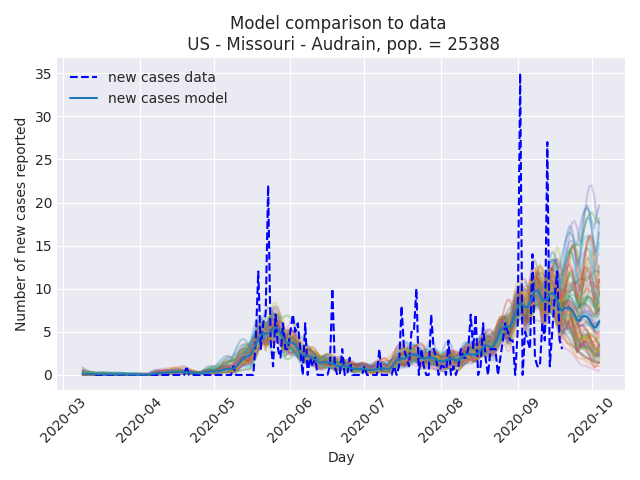 Model comparison to data
US - Missouri - Audrain, pop. = 25388
new cases data
new cases model
Number of new cases reported
35
30
25
20
15
10
5
0
2020-03
2020-04
2020-05
2020-06
2020-07
2020-08
2020-09
2020-10
Day